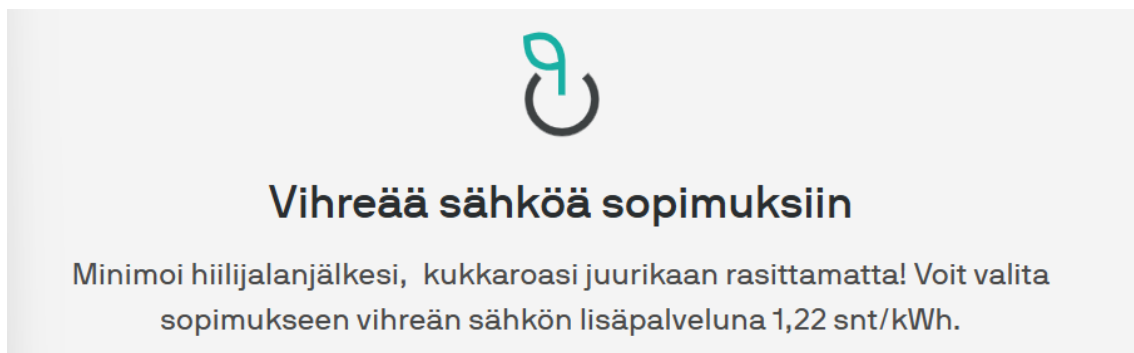 Vihreää sähköä sopimuksiin
Minimoi hiilijalanjälkesi,  kukkaroasi juurikaan rasittamatta! Voit valita
sopimukseen vihreän sähkön lisäpalveluna 1,22 snt/kWh.